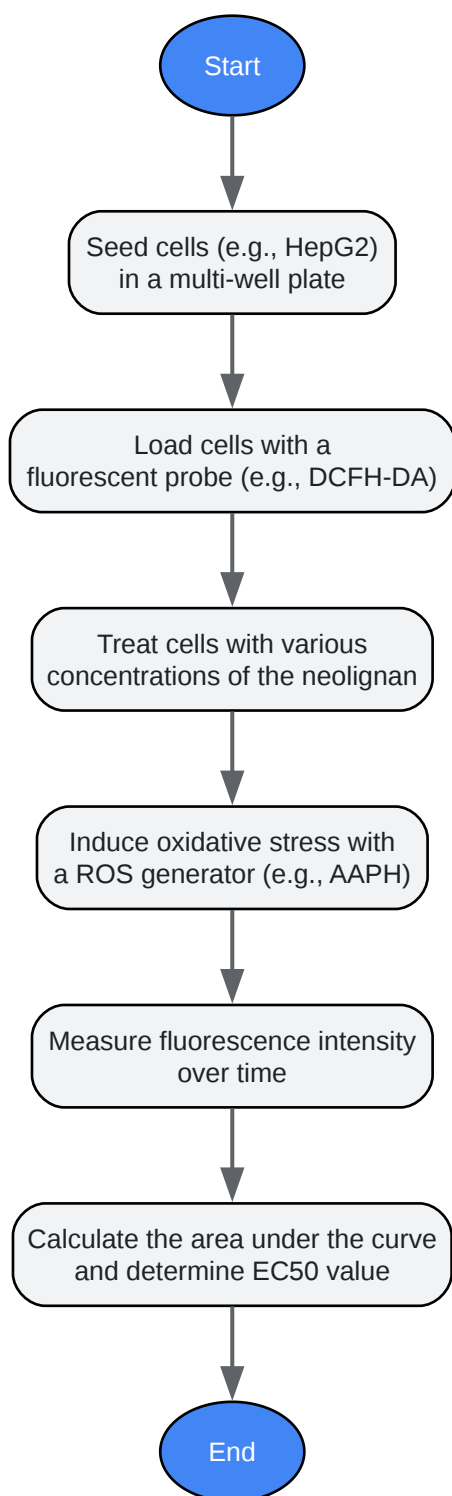 Start
Seed cells (e.g., HepG2)
in a multi-well plate
Load cells with a
fluorescent probe (e.g., DCFH-DA)
Treat cells with various
concentrations of the neolignan
Induce oxidative stress with
a ROS generator (e.g., AAPH)
Measure fluorescence intensity
over time
Calculate the area under the curve
and determine EC50 value
End